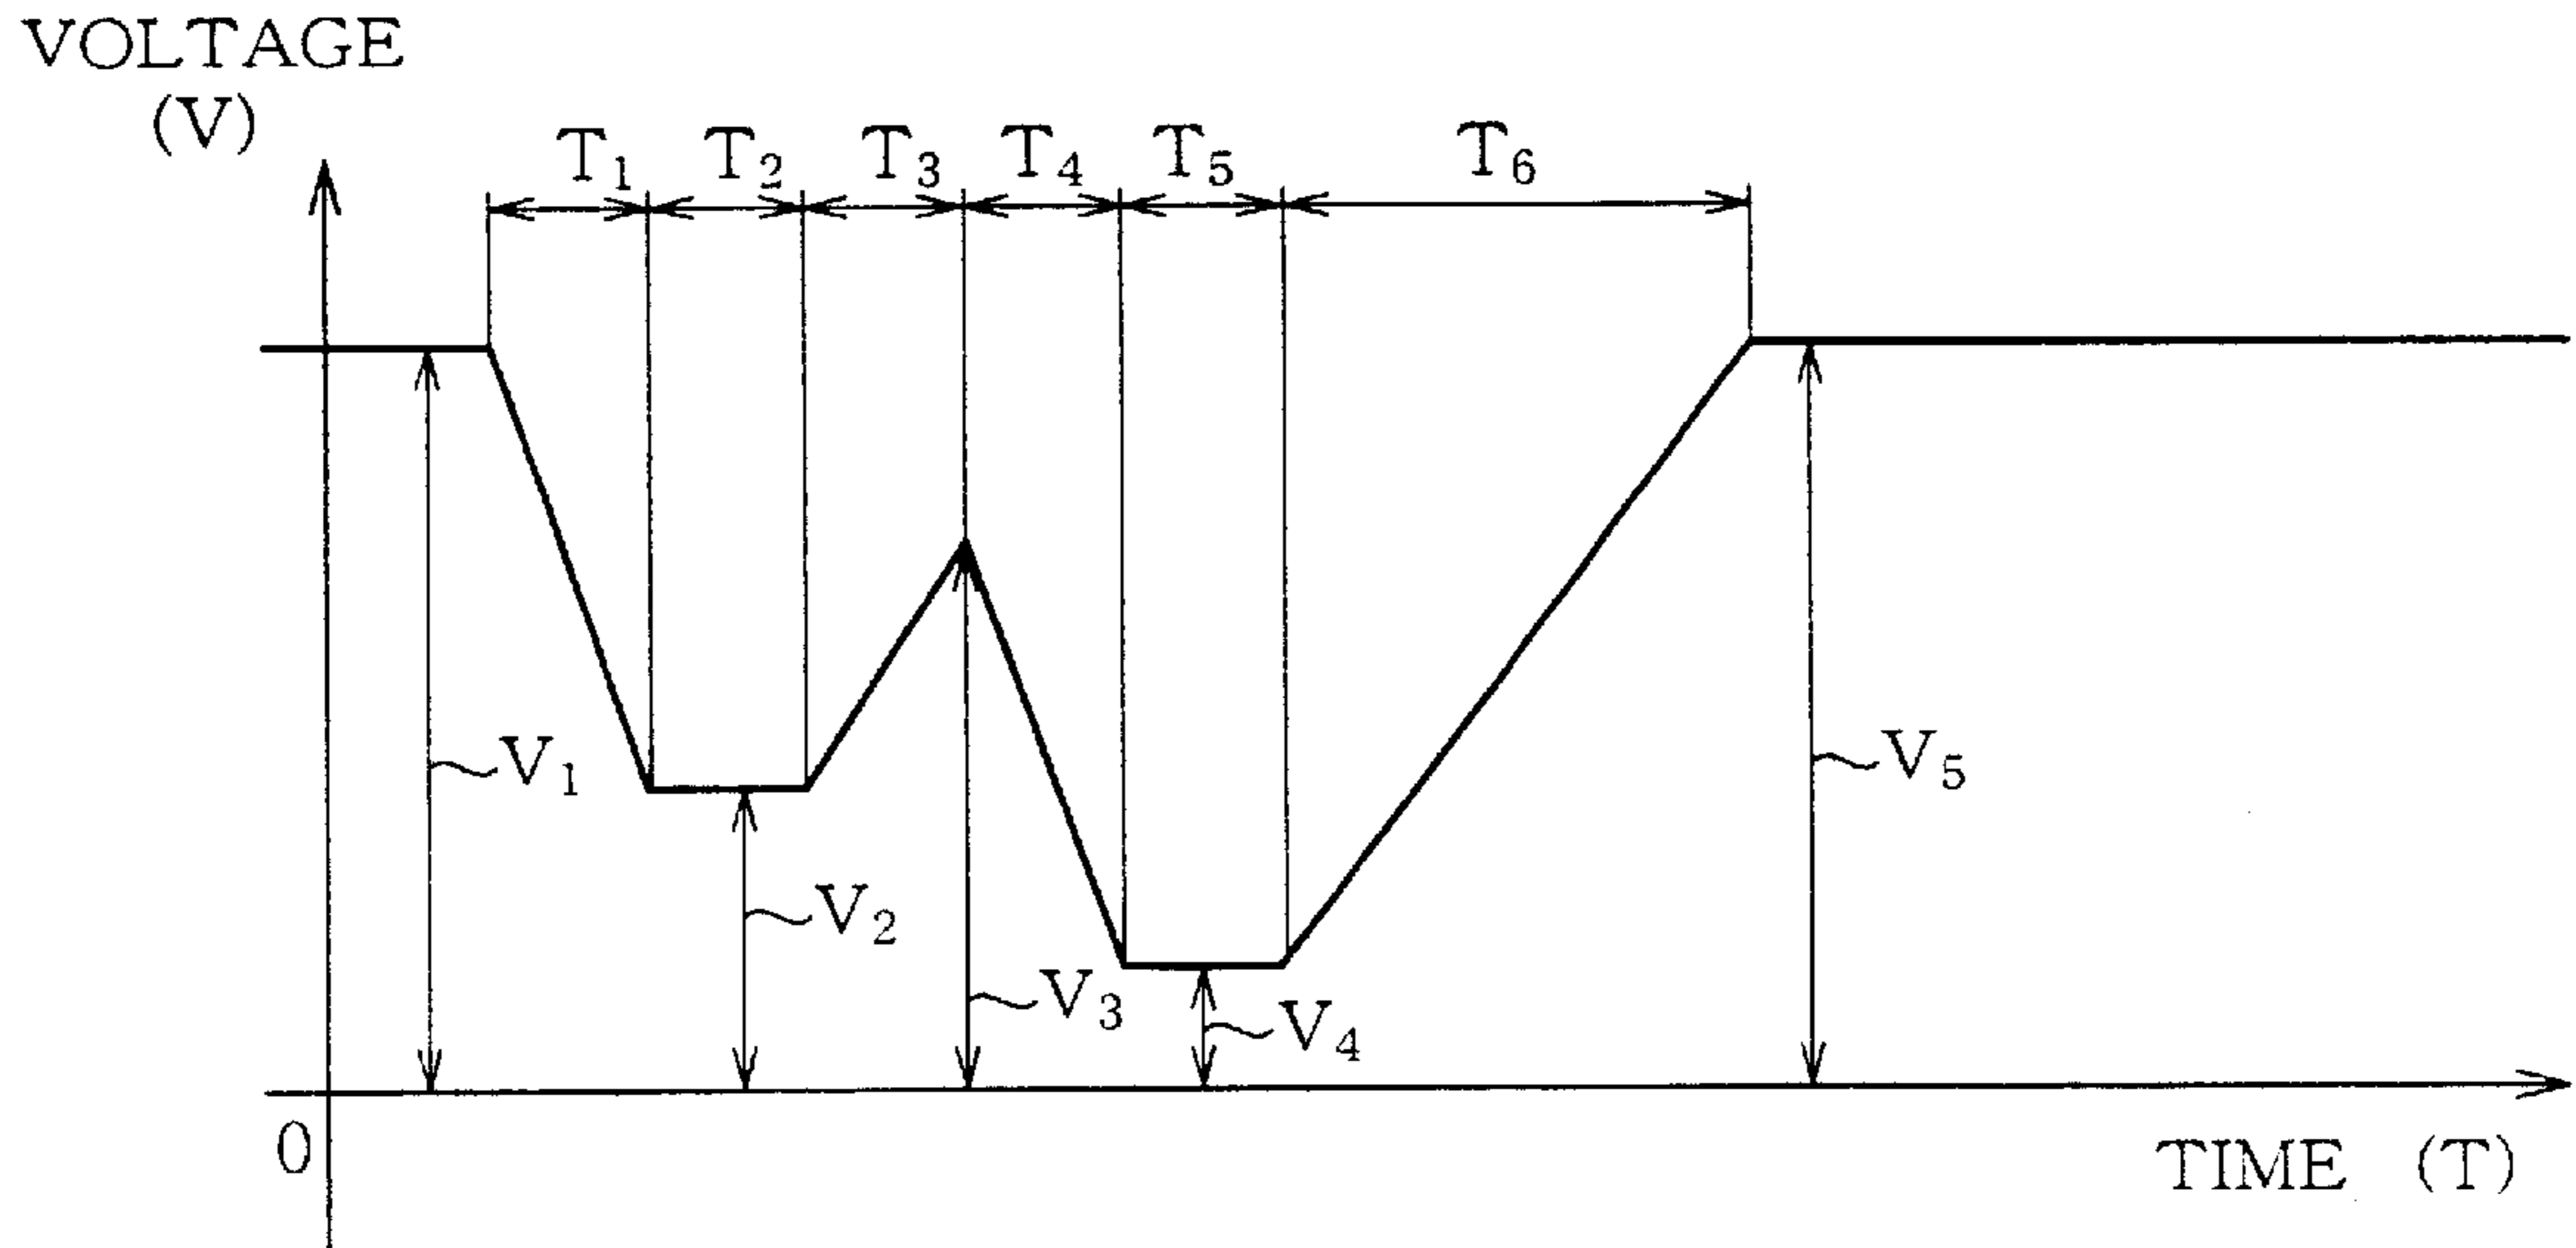 VOLTAGE
(V)
T1 T2 T3 T4 T5 T6
V1
V2
V3
V4
V5
0
TIME (T)